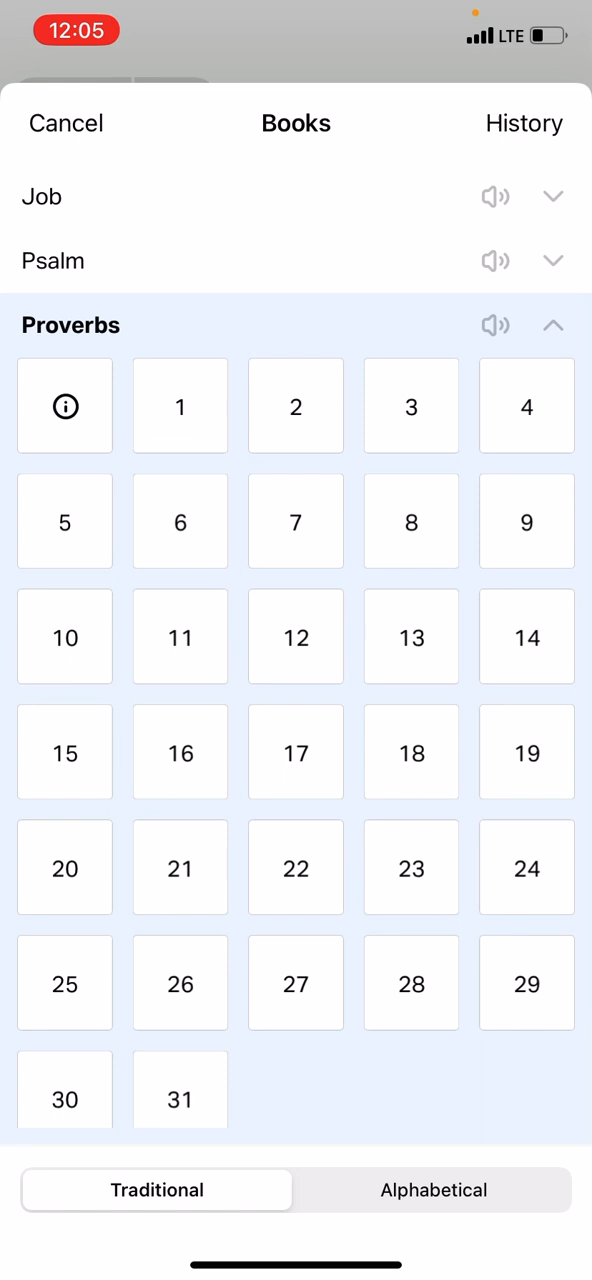 12:05 LTE
Cancel Books History
Job
Psalm
Proverbs
1 2 3 4
5 6 7 8 9
10 11 12 13 14
15 16 17 18 19
20 21 22 23 24
25 26 27 28 29
30 31
Traditional Alphabetical